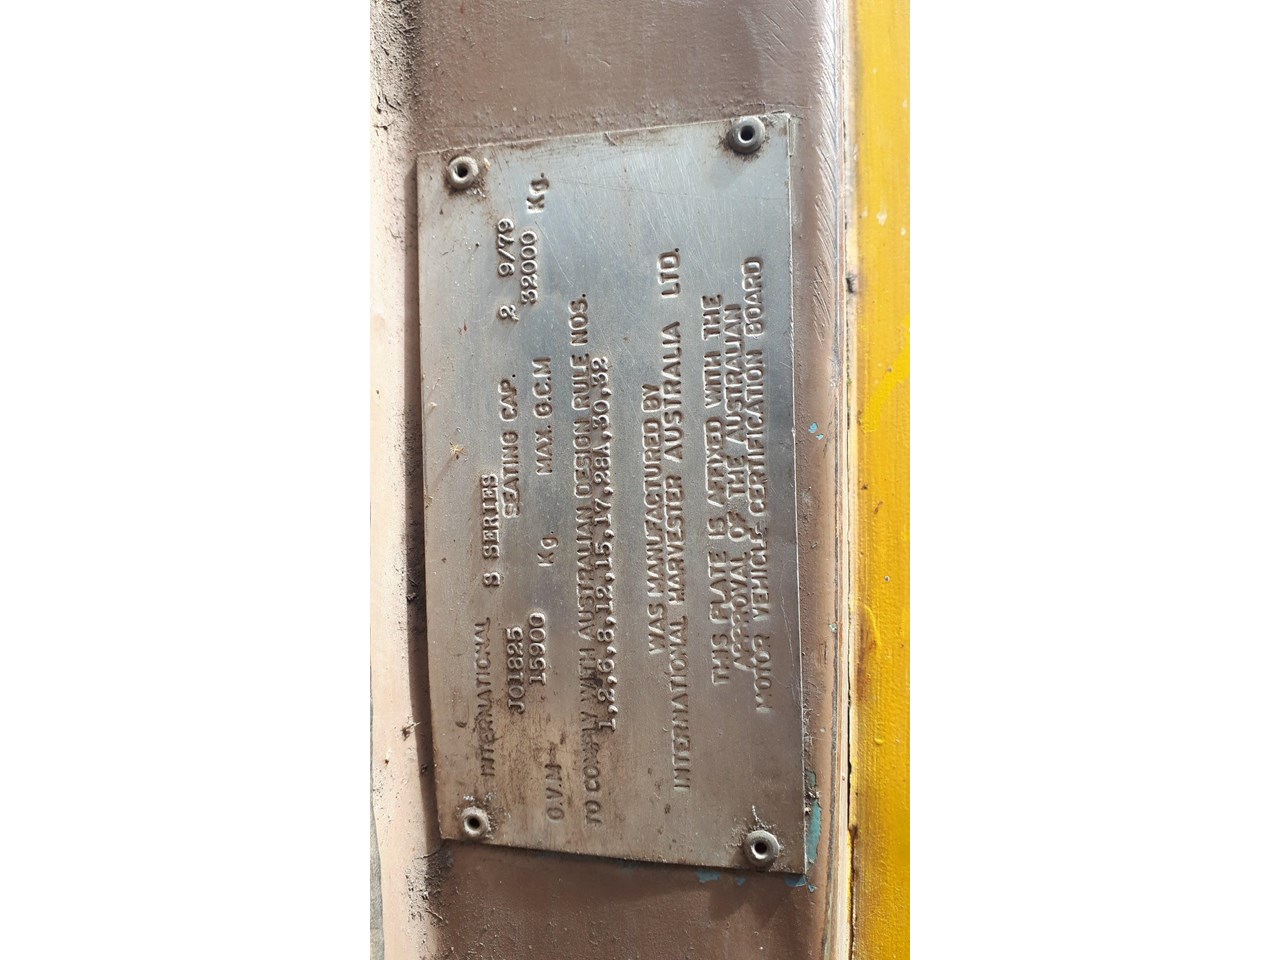 INTERNATIONAL S SERIES
JO1825 SEATING CAP. 2 9/79
G.V.M 15900 Kg. MAX. G.C.M 32000 Kg.
TO COMPLY WITH AUSTRALIAN DESIGN RULE NOS.
1,2,6,8,12,15,17,28A,30,32
WAS MANUFACTURED BY
INTERNATIONAL HARVESTER AUSTRALIA LTD.
THIS PLATE IS AFFIXED WITH THE
APPROVAL OF THE AUSTRALIAN
MOTOR VEHICLE CERTIFICATION BOARD